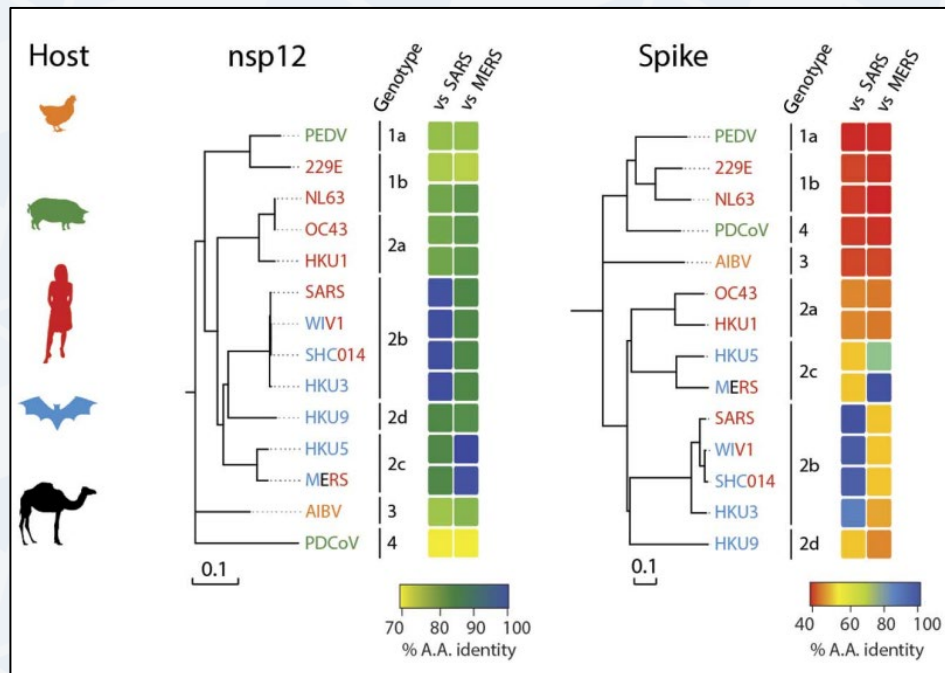 Host
nsp12
Genotype
vs SARS
vs MERS
PEDV
229E
NL63
OC43
HKU1
SARS
WIV1
SHC014
HKU3
HKU9
HKU5
MERS
AIBV
PDCoV
1a
1b
2a
2b
2d
2c
3
4
0.1
70 80 90 100
% A.A. identity
Spike
Genotype
vs SARS
vs MERS
PEDV
229E
NL63
PDCoV
AIBV
OC43
HKU1
HKU5
MERS
SARS
WIV1
SHC014
HKU3
HKU9
1a
1b
4
3
2a
2c
2b
2d
0.1
40 60 80 100
% A.A. identity